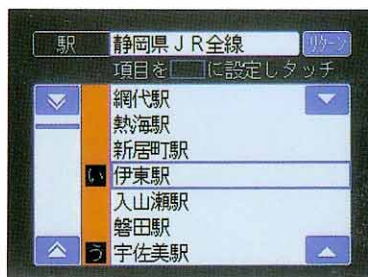 駅 静岡県JR全線 リターン
項目を□に設定しタッチ
網代駅
熱海駅
新居町駅
い 伊東駅
入山瀬駅
磐田駅
う 宇佐美駅